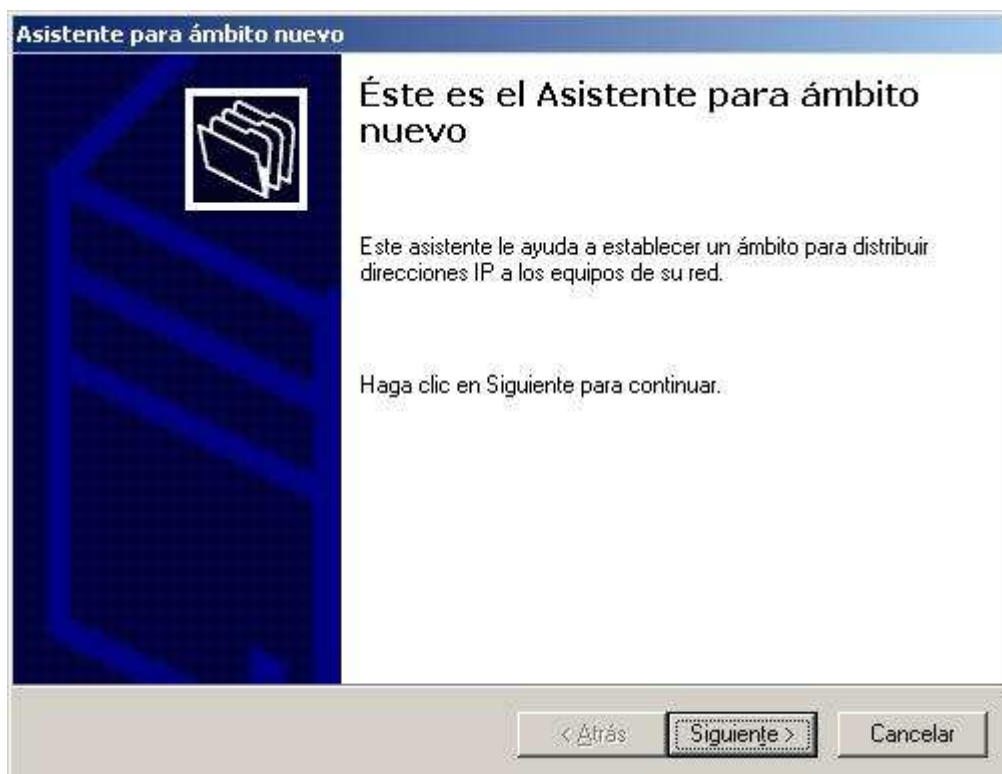 Asistente para ámbito nuevo
Éste es el Asistente para ámbito
nuevo
Este asistente le ayuda a establecer un ámbito para distribuir
direcciones IP a los equipos de su red.
Haga clic en Siguiente para continuar.
< Atrás
Siguiente >
Cancelar